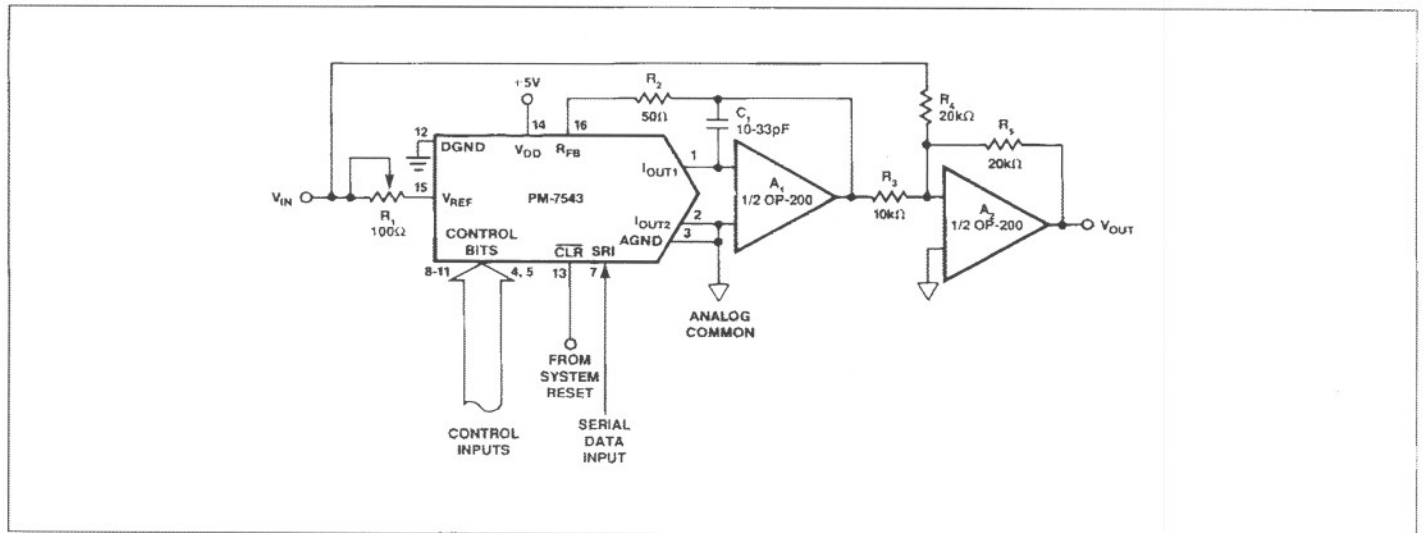 +5V
R2
50Ω
C1
10-33pF
R4
20kΩ
R5
20kΩ
12
14
16
DGND
VDD
RFB
1
IOUT1
A1
1/2 OP-200
R3
10kΩ
A2
1/2 OP-200
VOUT
VIN
15
VREF
PM-7543
R1
100Ω
IOUT2
2
AGND
3
CONTROL
BITS
CLR
SRI
8-11
4, 5
13
7
ANALOG
COMMON
FROM
SYSTEM
RESET
CONTROL
INPUTS
SERIAL
DATA
INPUT